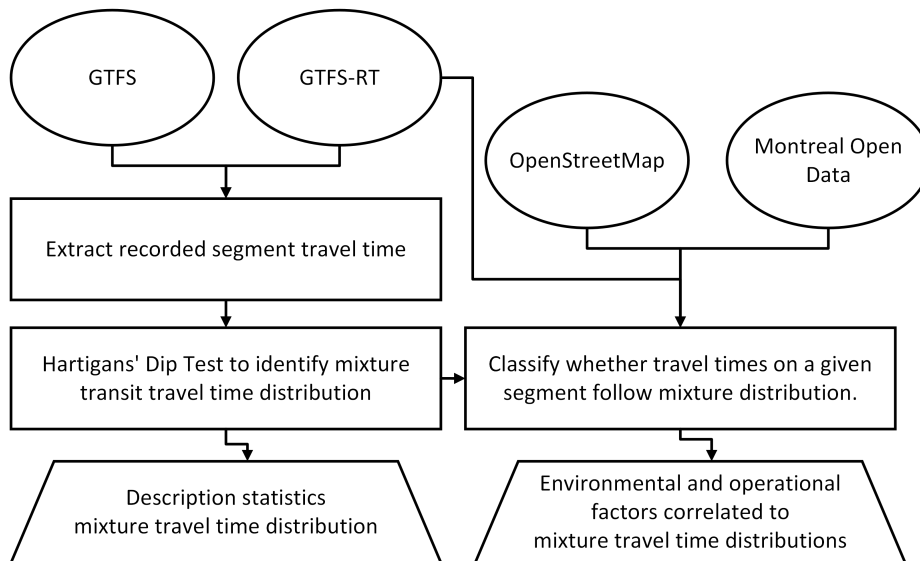 GTFS
GTFS-RT
OpenStreetMap
Montreal Open
Data
Extract recorded segment travel time
Hartigans' Dip Test to identify mixture
transit travel time distribution
Classify whether travel times on a given
segment follow mixture distribution.
Description statistics
mixture travel time distribution
Environmental and operational
factors correlated to
mixture travel time distributions